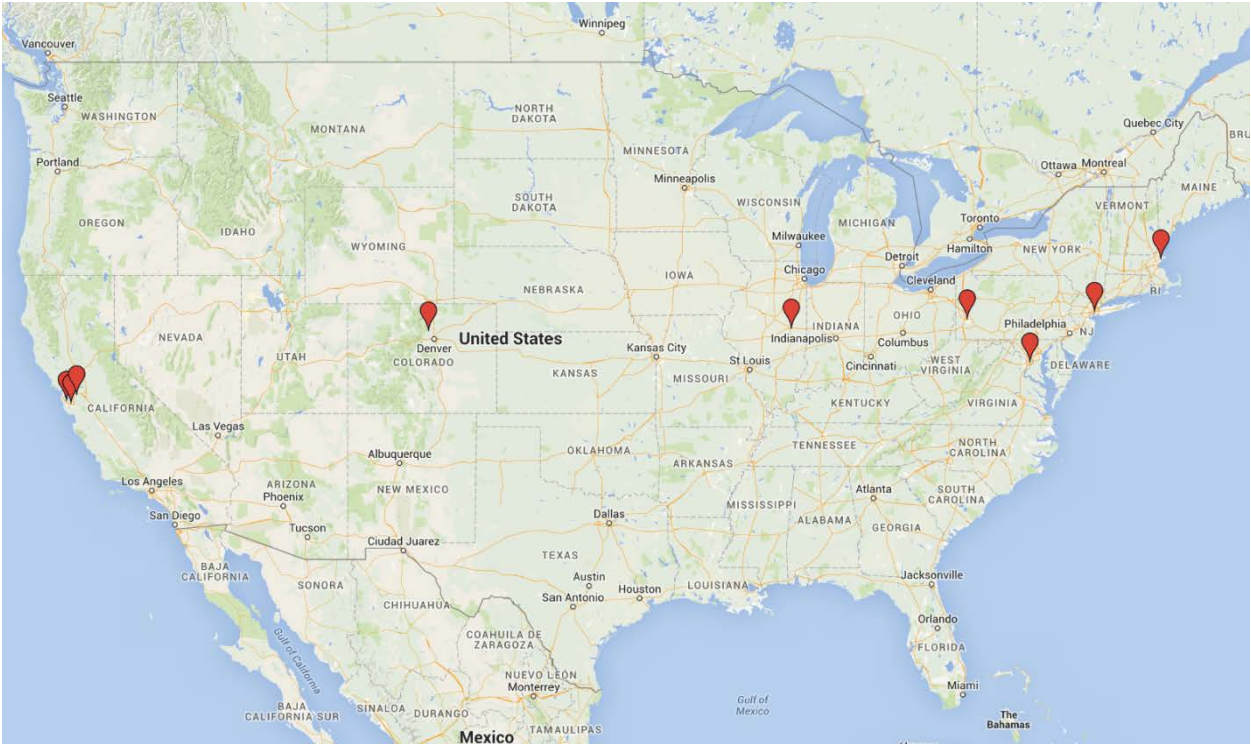 Winnipeg
Vancouver
Seattle
WASHINGTON
NORTH
DAKOTA
MONTANA
Quebec City
BRU
MINNESOTA
Portland
Ottawa
Montreal
Minneapolis
MAINE
SOUTH
DAKOTA
WISCONSIN
VERMONT
OREGON
IDAHO
MICHIGAN
Toronto
Milwaukee
Hamilton
NEW YORK
WYOMING
Detroit
Chicago
IOWA
Cleveland
NEBRASKA
RI
OHIO
Philadelphia
NJ
INDIANA
NEVADA
United States
Indianapolis
Columbus
Denver
Kansas City
UTAH
COLORADO
St Louis
Cincinnati
WEST
VIRGINIA
DELAWARE
KANSAS
MISSOURI
CALIFORNIA
KENTUCKY
VIRGINIA
Las Vegas
TENNESSEE
NORTH
CAROLINA
OKLAHOMA
Albuquerque
ARKANSAS
Los Angeles
ARIZONA
Phoenix
NEW MEXICO
Atlanta
SOUTH
CAROLINA
MISSISSIPPI
San Diego
Dallas
ALABAMA
GEORGIA
Tucson
Ciudad Juarez
TEXAS
BAJA
CALIFORNIA
SONORA
Austin
Houston
LOUISIANA
Jacksonville
San Antonio
CHIHUAHUA
Orlando
COAHUILA DE
ZARAGOZA
FLORIDA
Gulf of California
NUEVO LEÓN
Monterrey
Miami
BAJA
CALIFORNIA SUR
SINALOA
DURANGO
Gulf of
Mexico
The
Bahamas
TAMAULIPAS
Mexico